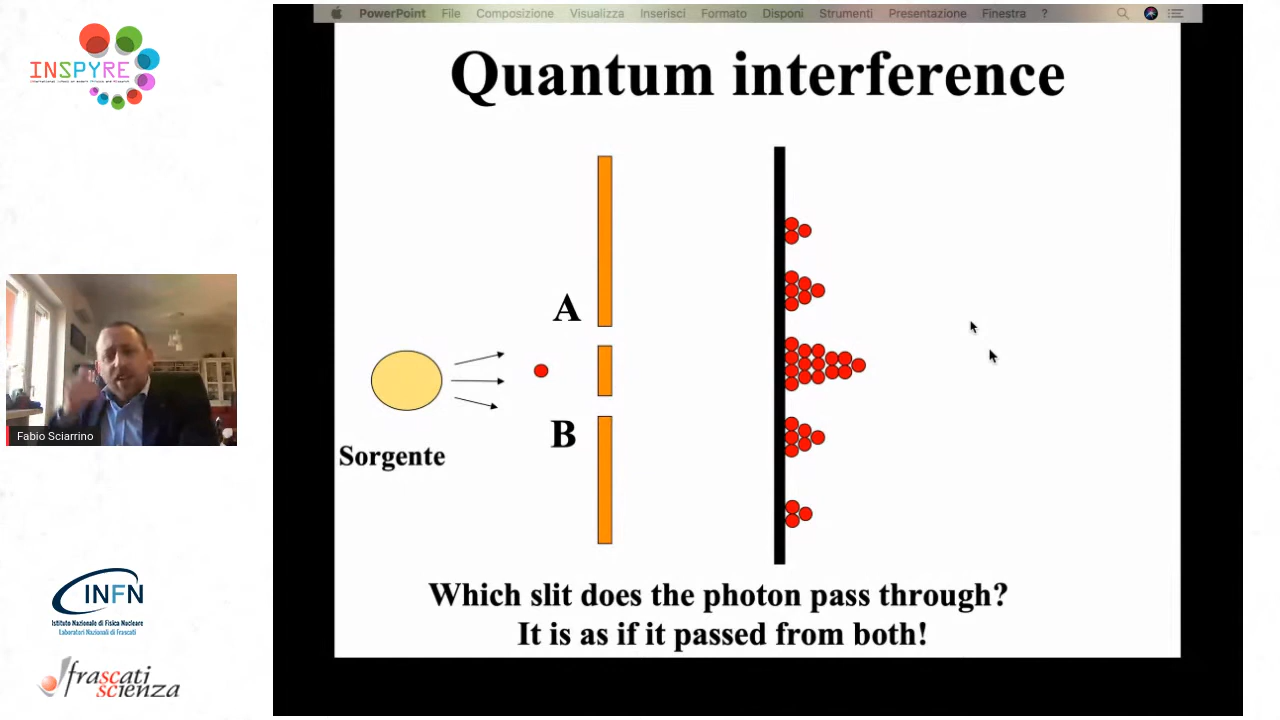 PowerPoint File Composizione Visualizza Inserisci Formato Disponi Strumenti Presentazione Finestra ?
INSPYRE
Quantum interference
A
B
Sorgente
Fabio Sciarrino
Which slit does the photon pass through?
It is as if it passed from both!
INFN
Istituto Nazionale di Fisica Nucleare
Laboratori Nazionali di Frascati
frascati
scienza